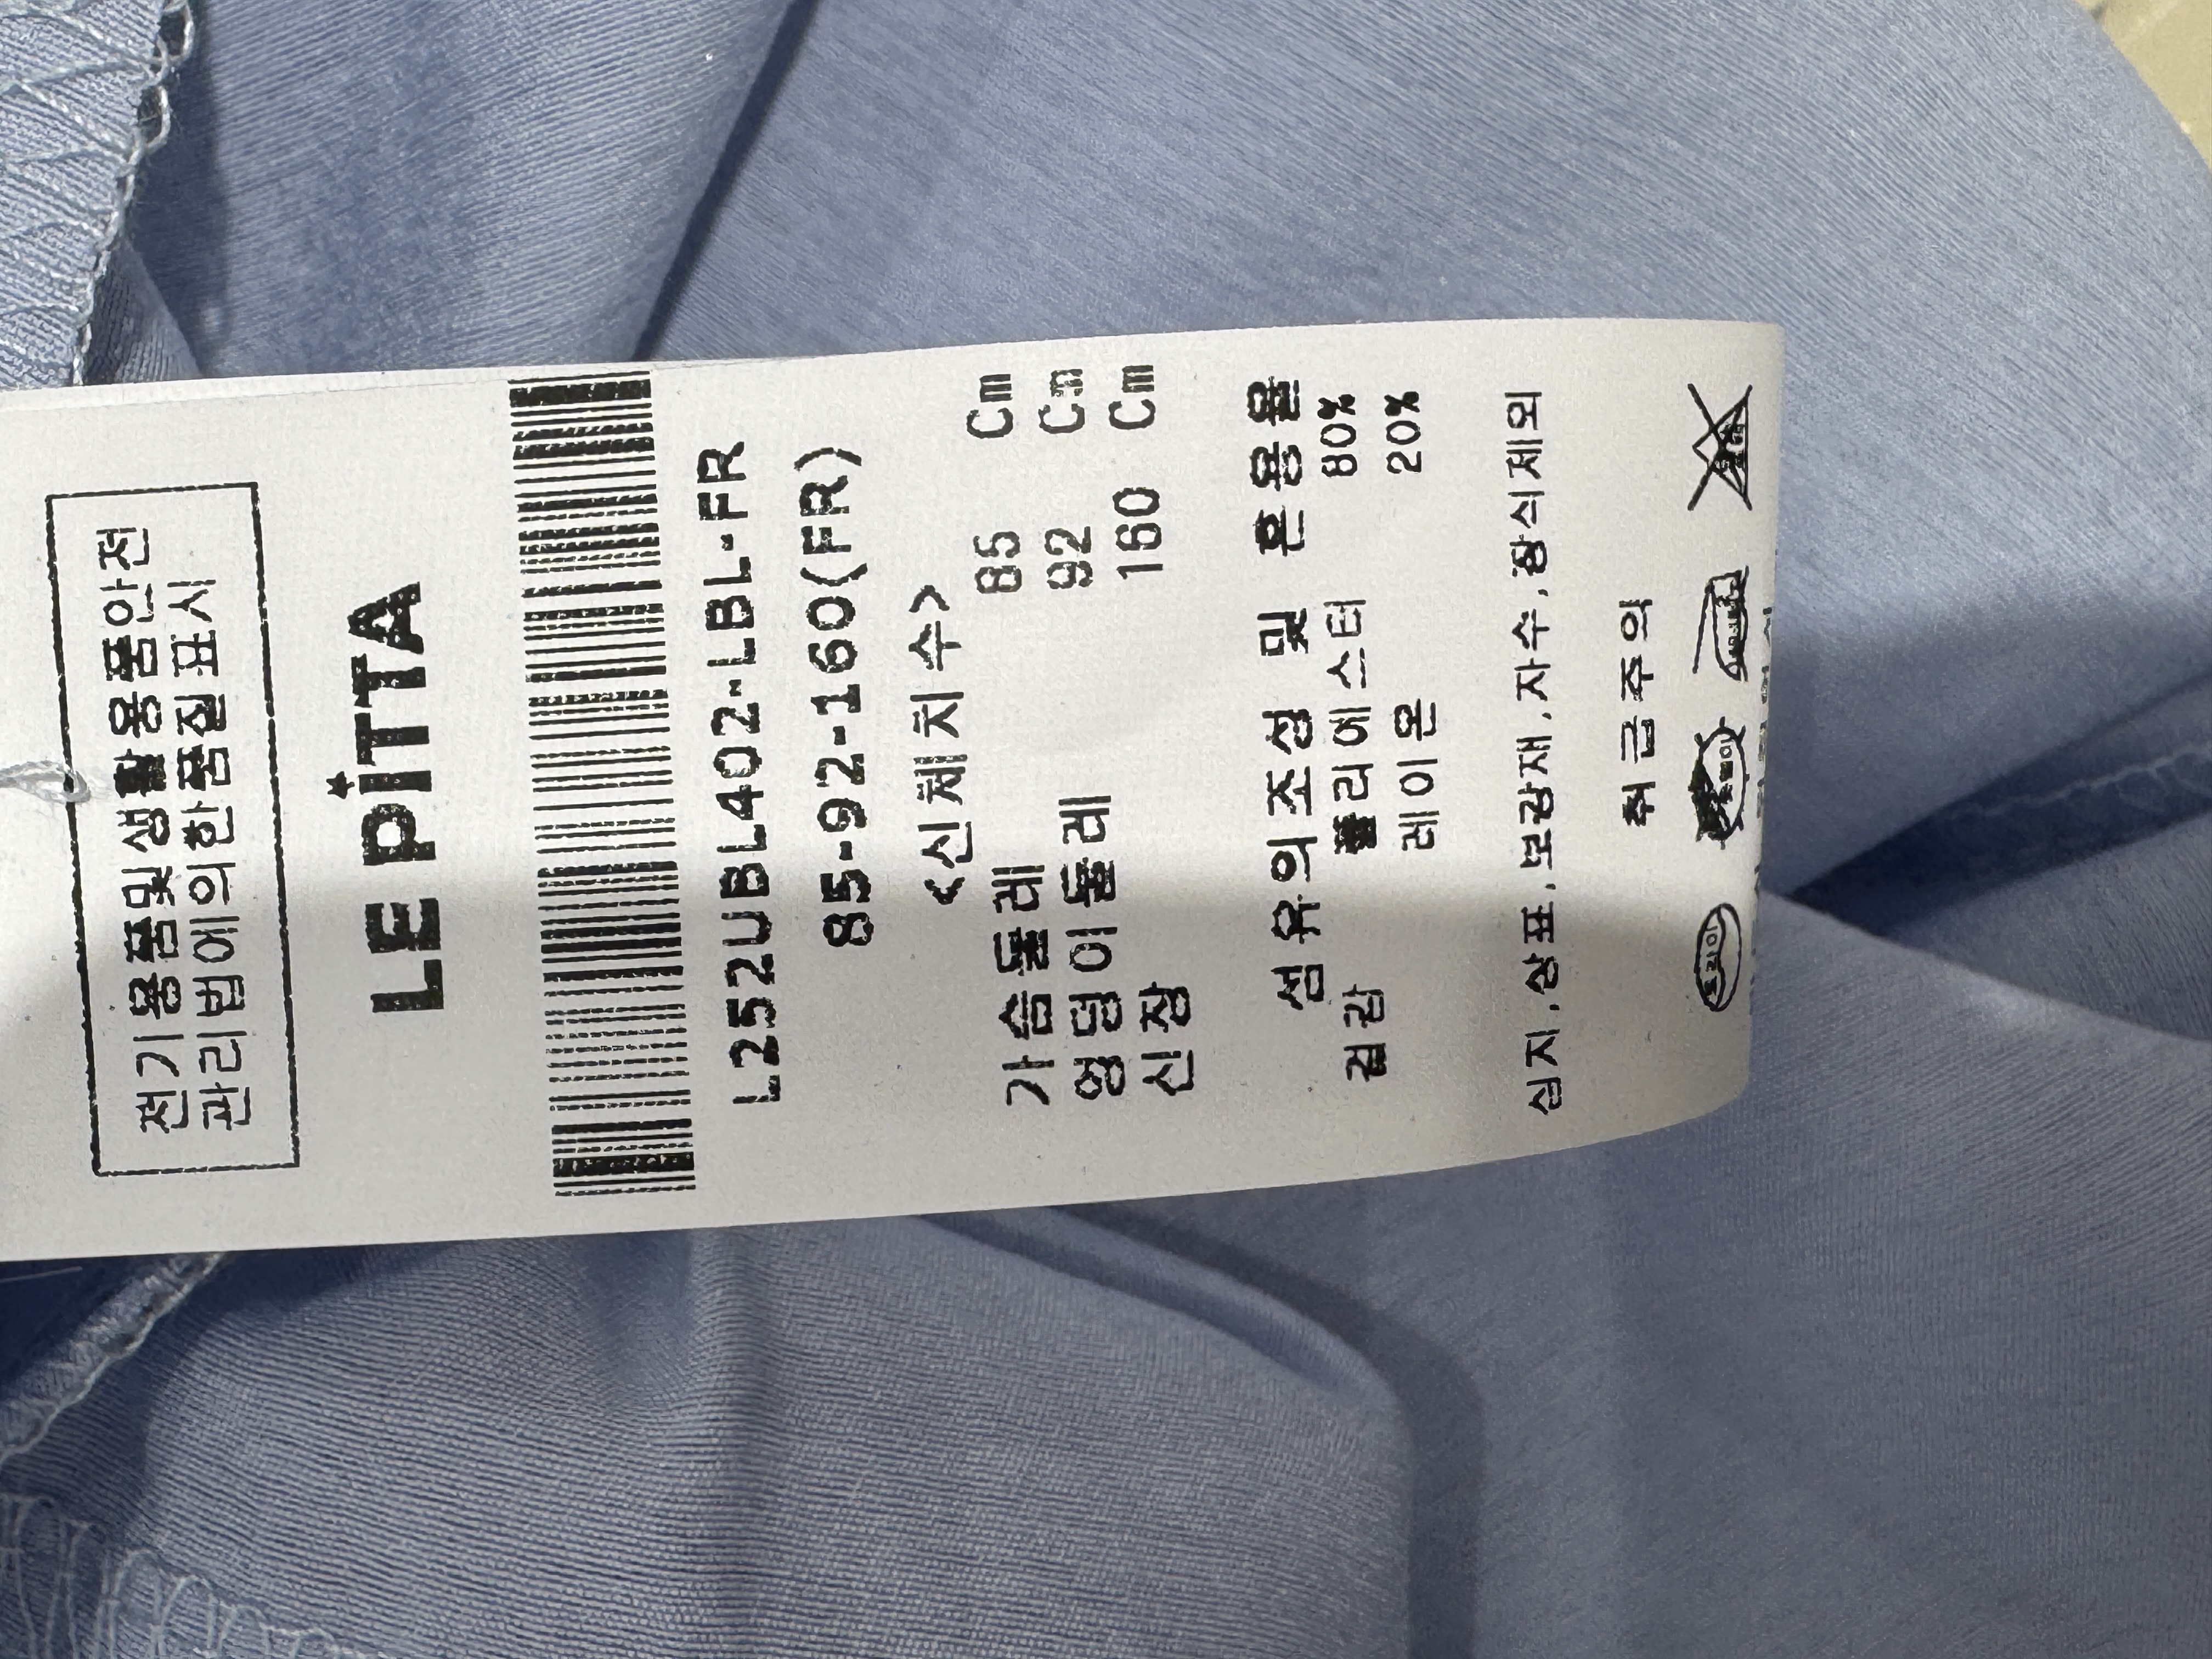 전기용품및생활용품안전
관리법에의한품질표시
LE PITTA
L252UBL402-LBL-FR
85-92-160(FR)
<신체치수>
가슴둘레 85 Cm
엉덩이둘레 92 Cm
신장 160 Cm
섬유의조성 및 혼용율
겉감 폴리에스터 80%
레이온 20%
심지,상표,보강재,자수,장식제외
취급주의
드라이